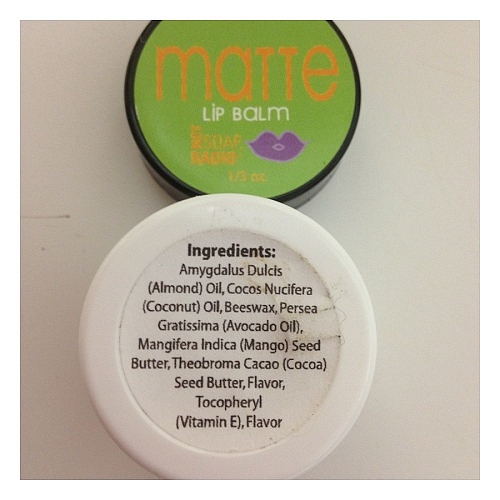 matte
LiP BaLM
SOAP
1/3 oz.
Ingredients:
Amygdalus Dulcis
(Almond) Oil, Cocos Nucifera
(Coconut) Oil, Beeswax, Persea
Gratissima (Avocado Oil),
Mangifera Indica (Mango) Seed
Butter, Theobroma Cacao (Cocoa)
Seed Butter, Flavor,
Tocopheryl
(Vitamin E), Flavor